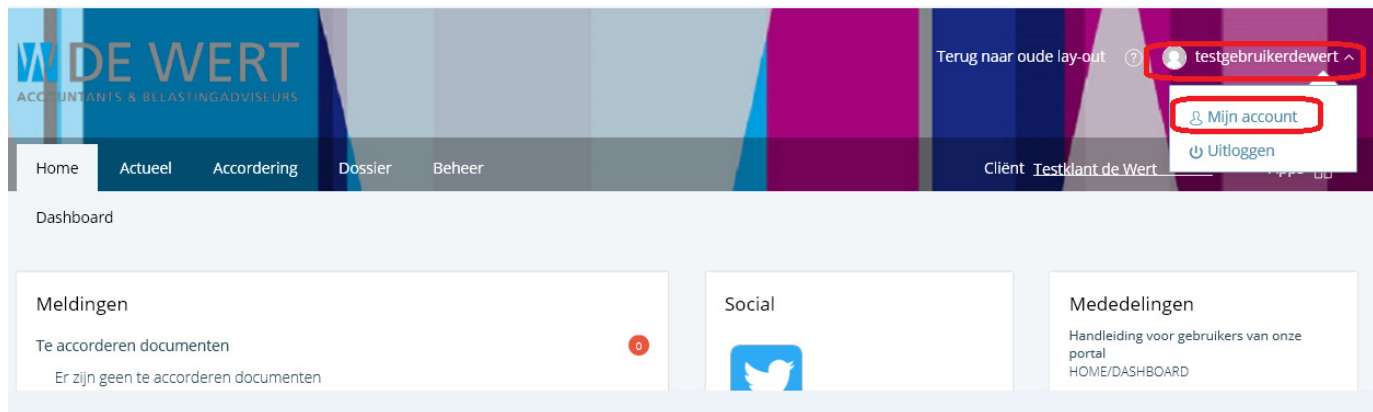 DE WERT
ACCOUNTANTS & BELASTINGADVISEURS
Terug naar oude lay-out ? testgebruikerdewert
Mijn account
Uitloggen
Home Actueel Accordering Dossier Beheer Cliënt Testklant de Wert Apps
Dashboard
Meldingen
Te accorderen documenten 0
Er zijn geen te accorderen documenten
Social
Mededelingen
Handleiding voor gebruikers van onze
portal
HOME/DASHBOARD